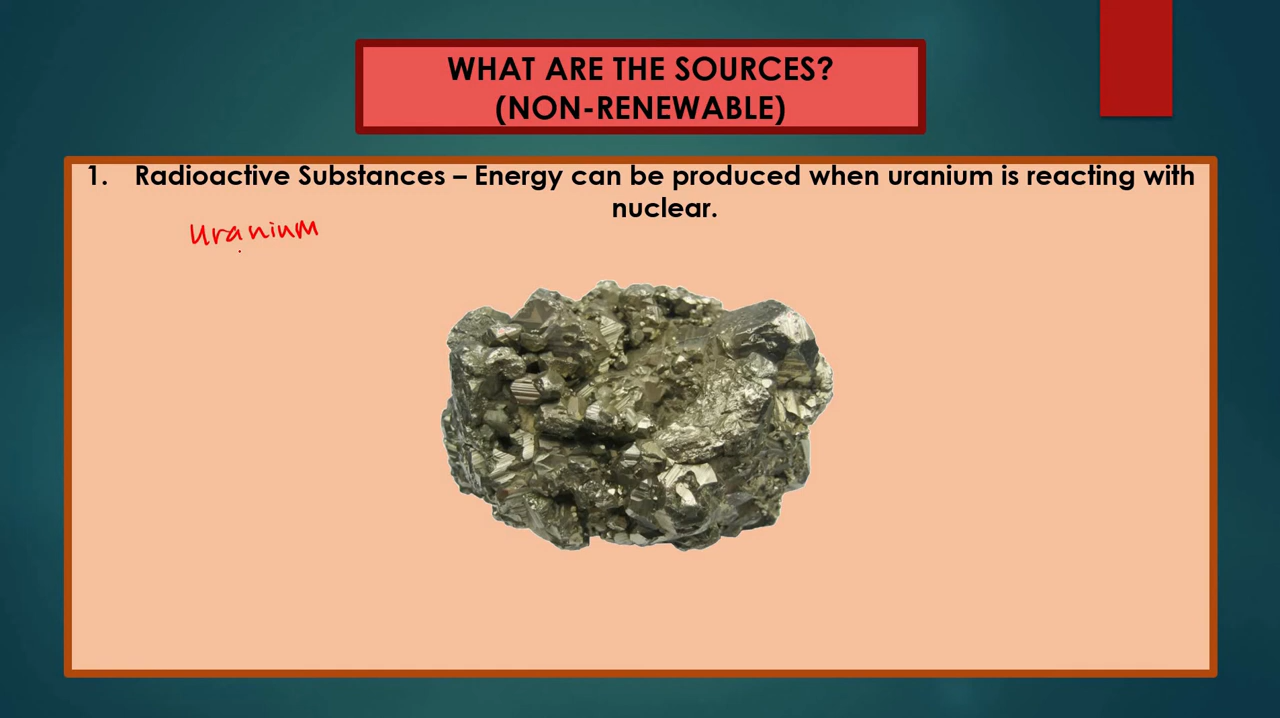 WHAT ARE THE SOURCES?
(NON-RENEWABLE)
1. Radioactive Substances – Energy can be produced when uranium is reacting with
nuclear.
Uranium